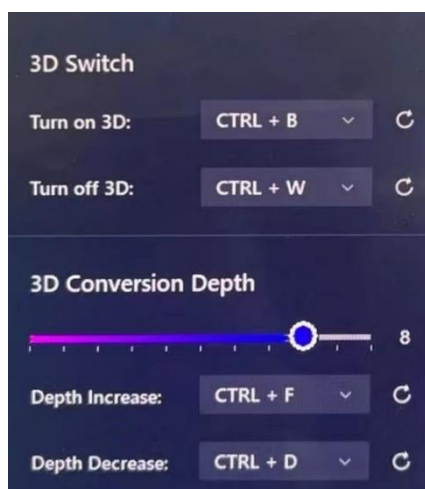 3D Switch
Turn on 3D: CTRL + B
Turn off 3D: CTRL + W
3D Conversion Depth
8
Depth Increase: CTRL + F
Depth Decrease: CTRL + D